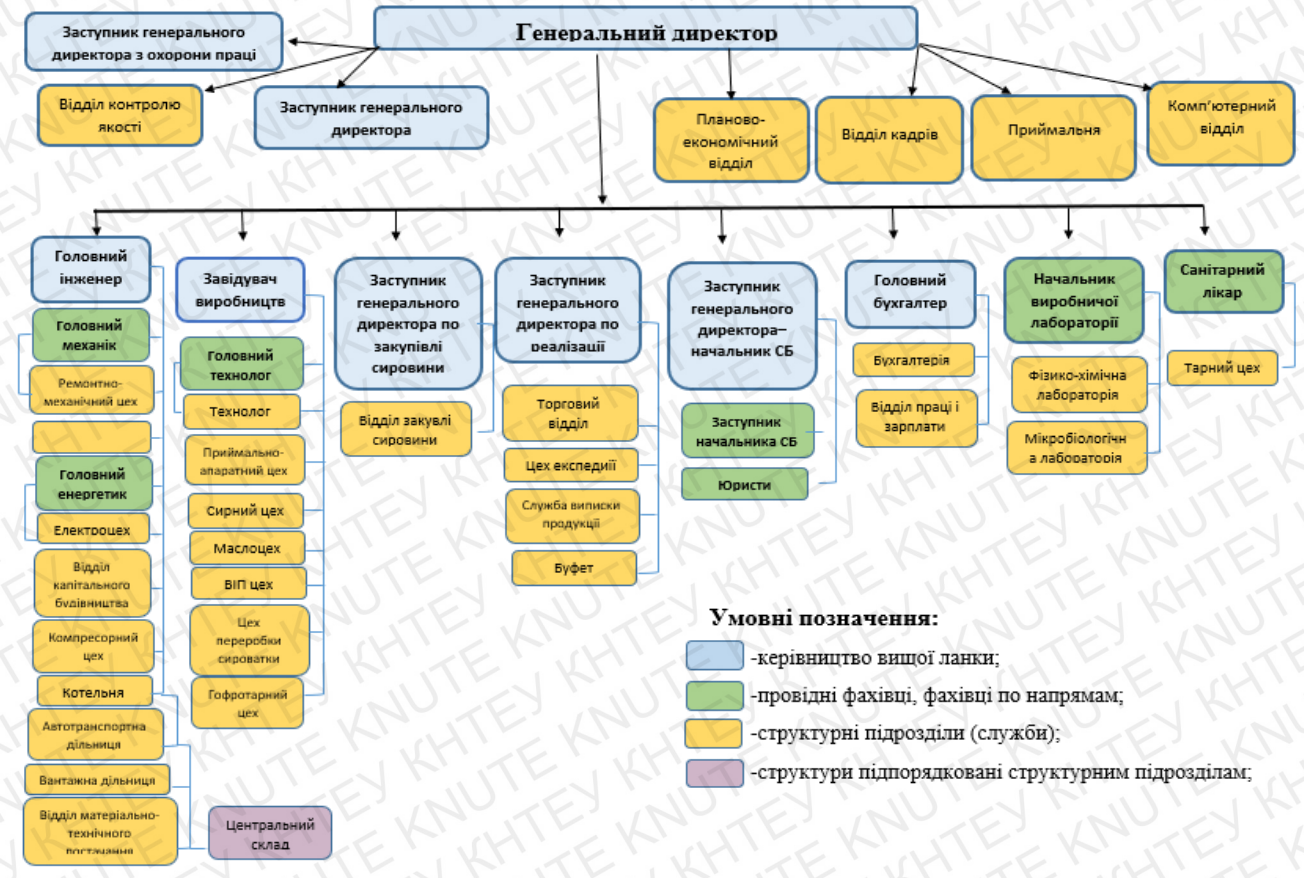 Генеральний директор
Заступник генерального
директора з охорони праці
Відділ контролю
якості
Заступник генерального
директора
Планово-
економічний
відділ
Відділ кадрів
Приймальня
Комп’ютерний
відділ
Головний
інженер
Головний
механік
Ремонтно-
механічний цех
Головний
енергетик
Електроцех
Відділ
капітального
будівництва
Компресорний
цех
Котельня
Автотранспортна
дільниця
Вантажна дільниця
Відділ матеріально-
технічного
постачання
Центральний
склад
Завідувач
виробництв
Головний
технолог
Технолог
Приймально-
апаратний цех
Сирний цех
Маслоцех
ВІП цех
Цех
переробки
сироватки
Гофротарний
цех
Заступник
генерального
директора по
закупівлі
сировини
Відділ закувлі
сировини
Заступник
генерального
директора по
реалізації
Торговий
відділ
Цех експедиії
Служба виписки
продукції
Буфет
Заступник
генерального
директора–
начальник СБ
Заступник
начальника СБ
Юристи
Головний
бухгалтер
Бухгалтерія
Відділ праці і
зарплати
Начальник
виробничої
лабораторії
Фізико-хімічна
лабораторія
Мікробіологічн
а лабораторія
Санітарний
лікар
Тарний цех
Умовні позначення:
-керівництво вищої ланки;
-провідні фахівці, фахівці по напрямам;
-структурні підрозділи (служби);
-структури підпорядковані структурним підрозділам;